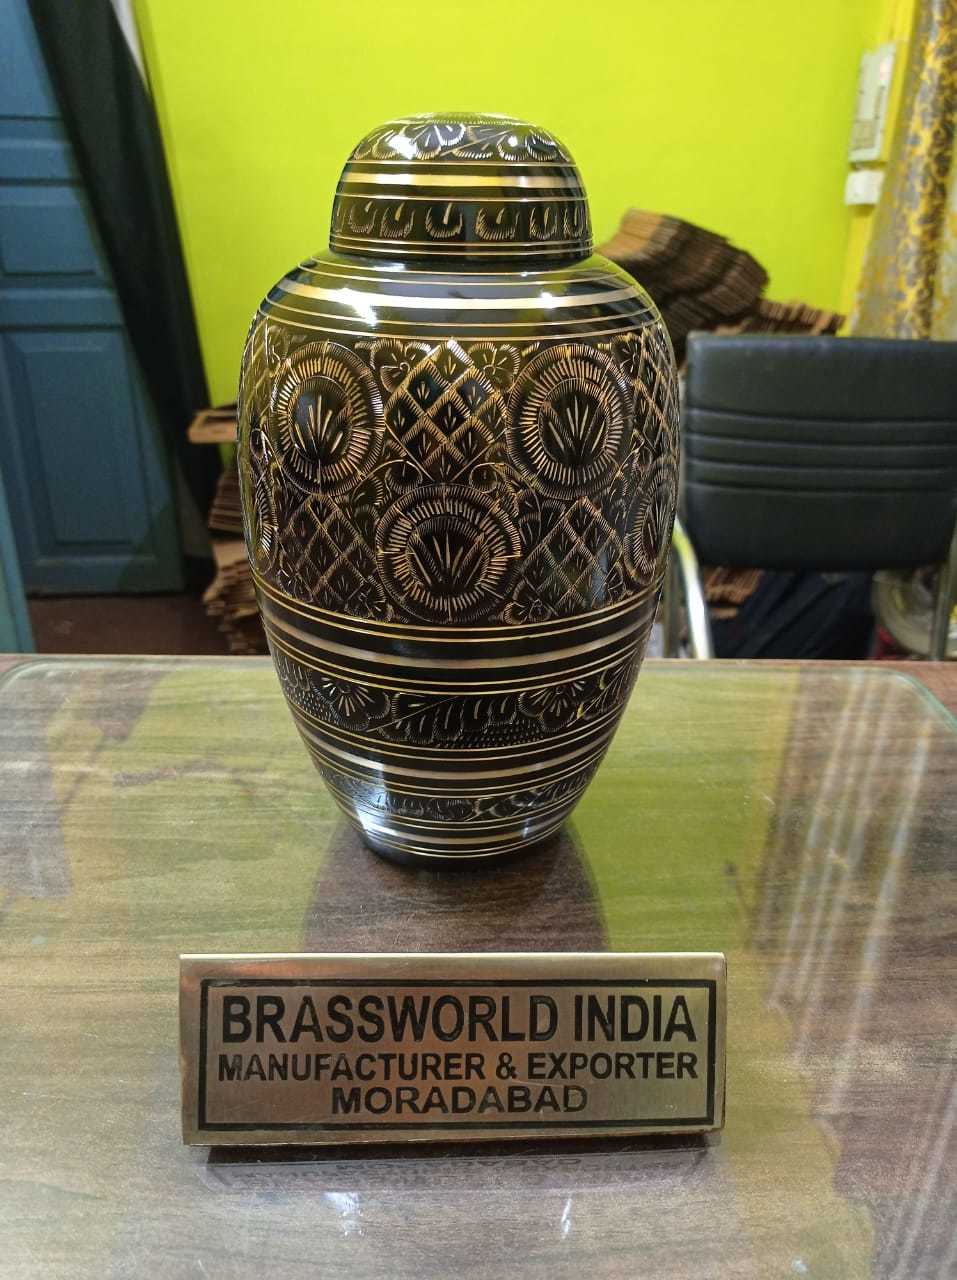 BRASSWORLD INDIA
MANUFACTURER & EXPORTER
MORADABAD